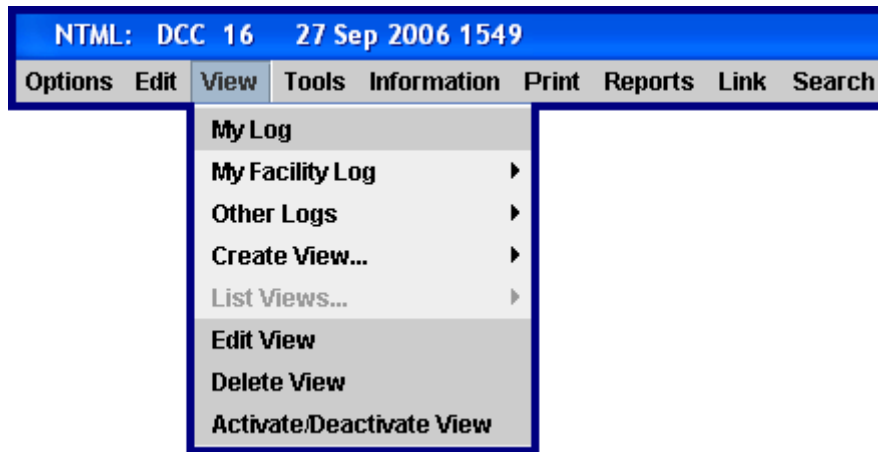 NTML: DCC 16 27 Sep 2006 1549
Options Edit View Tools Information Print Reports Link Search
My Log
My Facility Log
Other Logs
Create View...
List Views...
Edit View
Delete View
Activate/Deactivate View